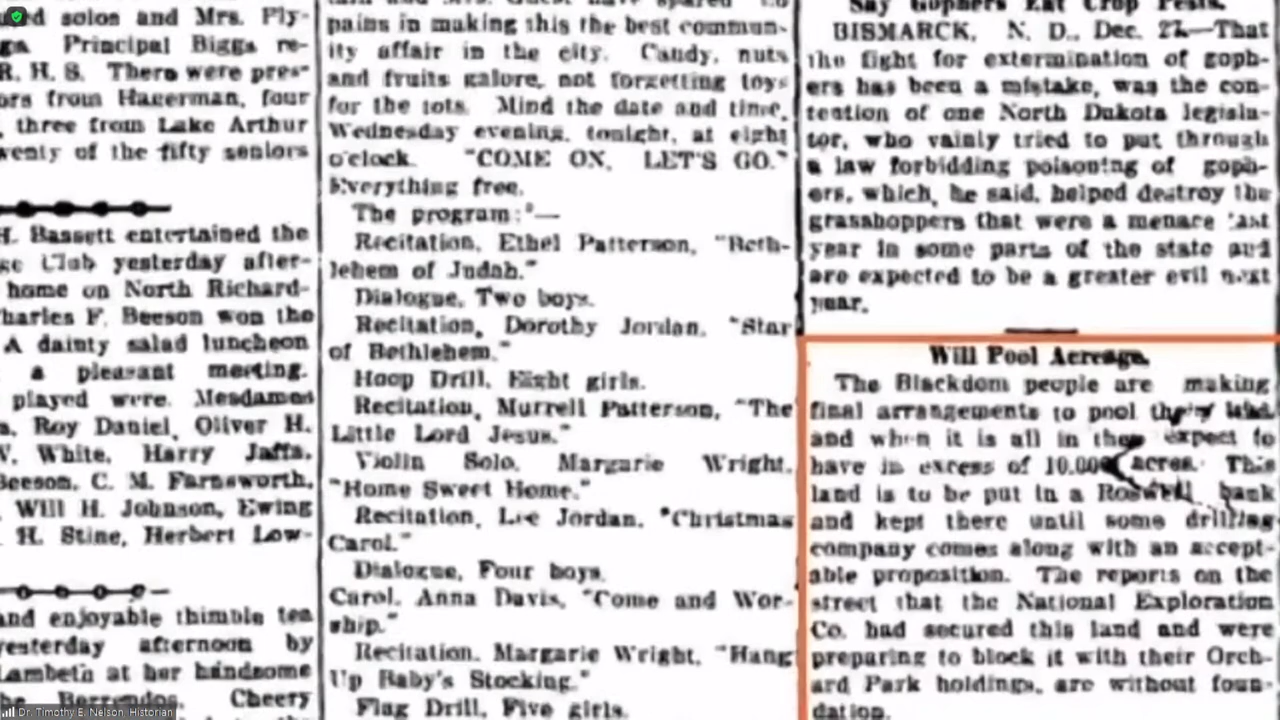 ed solos and Mrs. Ply-
ga. Principal Biggs re-
R. H. S. There were pres-
ors from Hagerman, four
, three from Lake Arthur
wenty of the fifty seniors
H. Bassett entertained the
ge Club yesterday after-
home on North Richard-
harles F. Beeson won the
A dainty salad luncheon
a pleasant meeting.
played were. Mesdames
Roy Daniel, Oliver H.
W. White, Harry Jaffa,
Beeson, C. M. Farnsworth,
Will H. Johnson, Ewing
H. Stine, Herbert Low-
and enjoyable thimble tea
yesterday afternoon by
Lambeth at her handsome
Berrendos. Cheery
pains in making this the best commun-
ity affair in the city. Candy, nuts
and fruits galore, not forgetting toys
for the tots. Mind the date and time,
Wednesday evening, tonight, at eight
o'clock. "COME ON, LET'S GO."
Everything free.
The program:—
Recitation, Ethel Patterson, "Beth-
lehem of Judah."
Dialogue, Two boys.
Recitation, Dorothy Jordan, "Star
of Bethlehem."
Hoop Drill, Eight girls.
Recitation, Murrell Patterson, "The
Little Lord Jesus."
Violin Solo, Margarie Wright,
"Home Sweet Home."
Recitation, Lee Jordan, "Christmas
Carol."
Dialogue, Four boys.
Carol, Anna Davis, "Come and Wor-
ship."
Recitation, Margarie Wright, "Hang
Up Baby's Stocking."
Flag Drill, Five girls.
Say Gophers Eat Crop Pests.
BISMARCK, N. D., Dec. 27—That
the fight for extermination of goph-
ers has been a mistake, was the con-
tention of one North Dakota legisla-
tor, who vainly tried to put through
a law forbidding poisoning of goph-
ers, which, he said, helped destroy the
grasshoppers that were a menace last
year in some parts of the state and
are expected to be a greater evil next
year.
Will Pool Acreage.
The Blackdom people are making
final arrangements to pool their land
and when it is all in they expect to
have in excess of 10,000 acres. This
land is to be put in a Roswell bank
and kept there until some drilling
company comes along with an accept-
able proposition. The reports on the
street that the National Exploration
Co. had secured this land and were
preparing to block it with their Orch-
ard Park holdings, are without foun-
dation.
Dr. Timothy E. Nelson, Historian